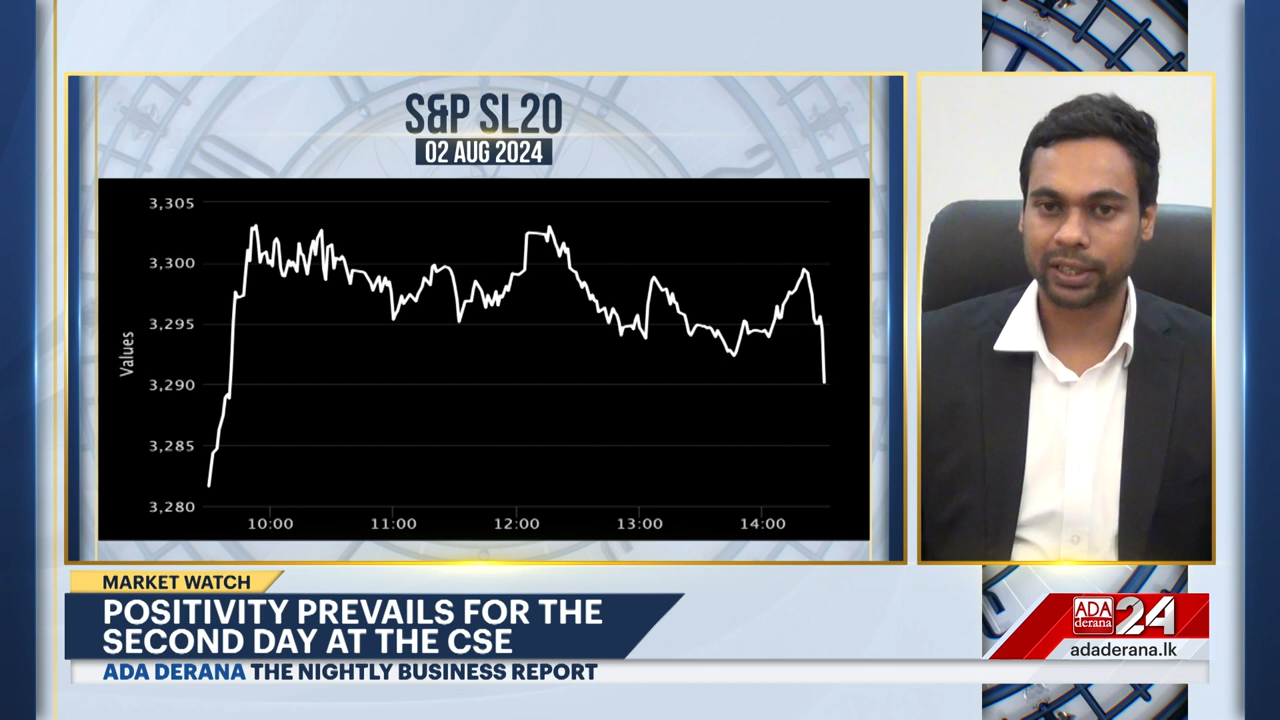 S&P SL20
02 AUG 2024
3,305
3,300
3,295
3,290
3,285
3,280
Values
10:00 11:00 12:00 13:00 14:00
MARKET WATCH
POSITIVITY PREVAILS FOR THE
SECOND DAY AT THE CSE
ADA DERANA THE NIGHTLY BUSINESS REPORT
ADA
derana 24
adaderana.lk